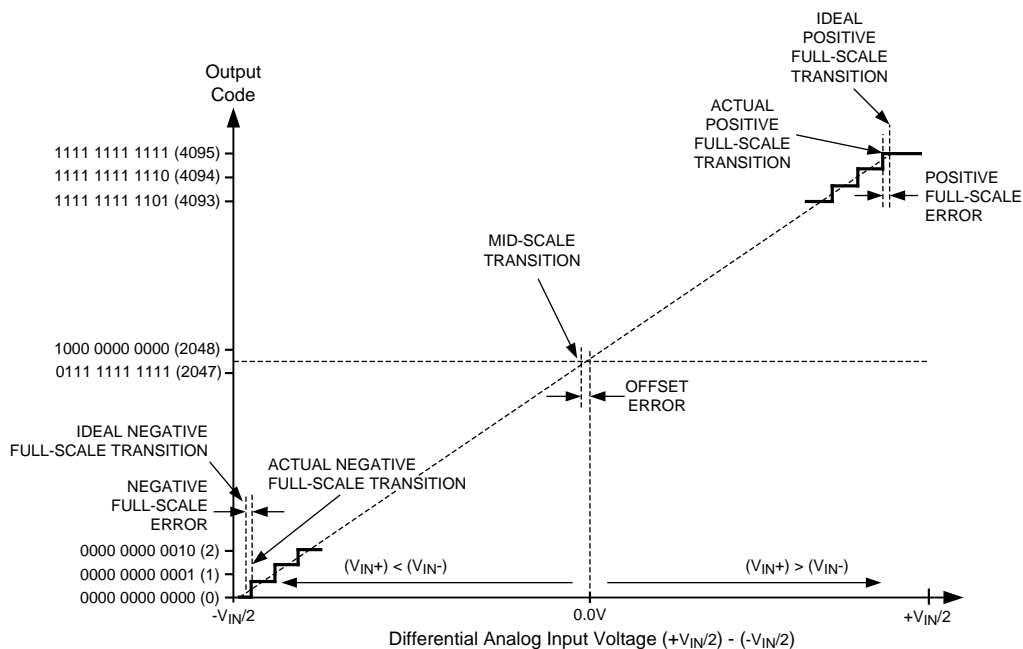 IDEAL
POSITIVE
FULL-SCALE
TRANSITION
Output
Code
ACTUAL
POSITIVE
FULL-SCALE
TRANSITION
1111 1111 1111 (4095)
1111 1111 1110 (4094)
1111 1111 1101 (4093)
POSITIVE
FULL-SCALE
ERROR
MID-SCALE
TRANSITION
1000 0000 0000 (2048)
0111 1111 1111 (2047)
OFFSET
ERROR
IDEAL NEGATIVE
FULL-SCALE TRANSITION
ACTUAL NEGATIVE
FULL-SCALE TRANSITION
NEGATIVE
FULL-SCALE
ERROR
0000 0000 0010 (2)
0000 0000 0001 (1)
0000 0000 0000 (0)
(VIN+) < (VIN-)
(VIN+) > (VIN-)
-VIN/2
0.0V
+VIN/2
Differential Analog Input Voltage (+VIN/2) - (-VIN/2)